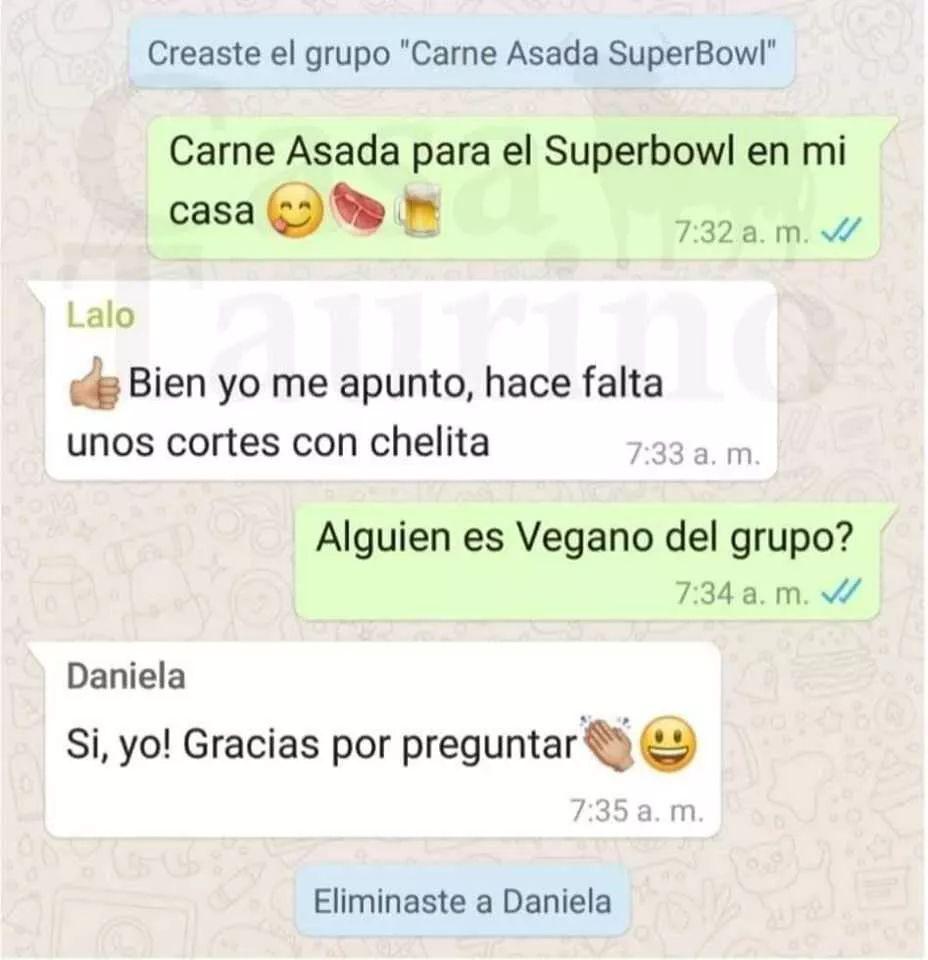 Creaste el grupo "Carne Asada SuperBowl"
Carne Asada para el Superbowl en mi
casa 😋🥩🍺
7:32 a. m.
Lalo
👍🏼Bien yo me apunto, hace falta
unos cortes con chelita
7:33 a. m.
Alguien es Vegano del grupo?
7:34 a. m.
Daniela
Si, yo! Gracias por preguntar👏🏼😃
7:35 a. m.
Eliminaste a Daniela
Casa
Taurino